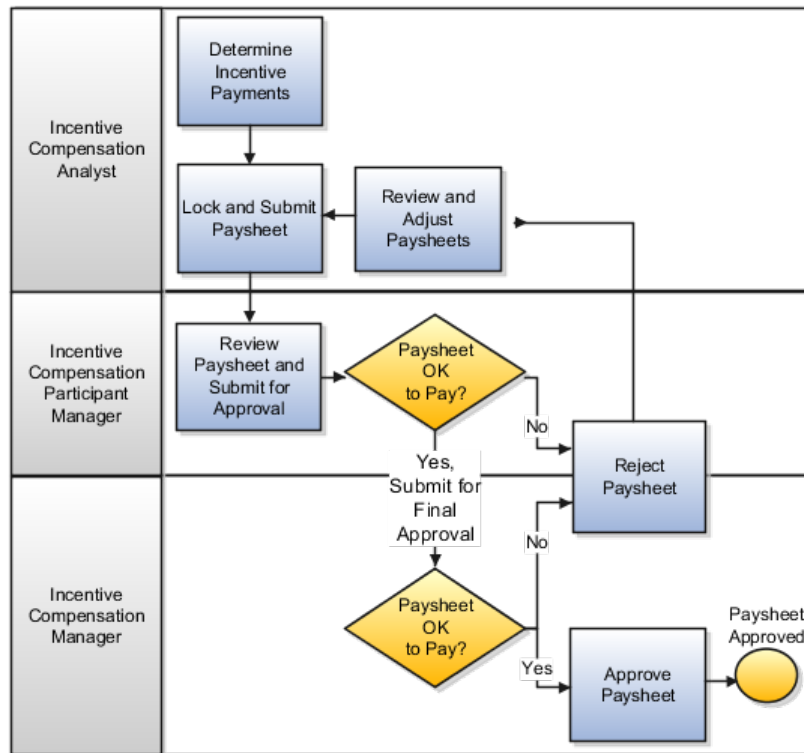 Incentive
Compensation
Analyst
Determine
Incentive
Payments
Lock and Submit
Paysheet
Review and
Adjust
Paysheets
Incentive
Compensation
Participant
Manager
Review
Paysheet and
Submit for
Approval
Paysheet
OK
to Pay?
No
Yes,
Submit for
Final
Approval
Reject
Paysheet
Incentive
Compensation
Manager
Paysheet
OK
to Pay?
No
Yes
Approve
Paysheet
Paysheet
Approved